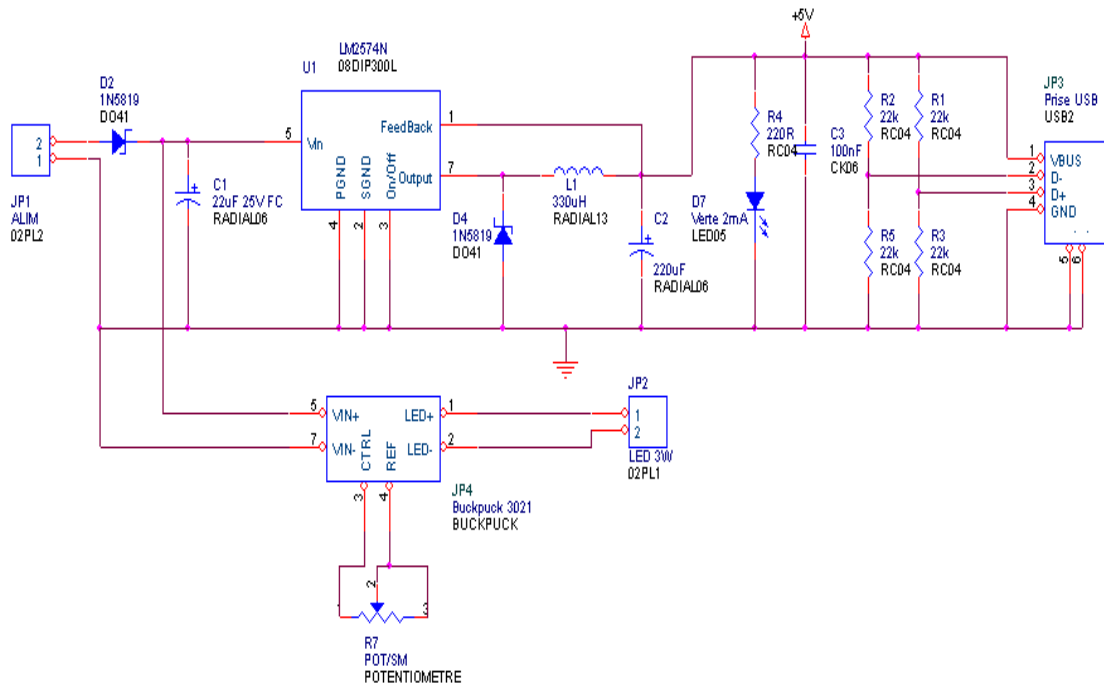 +5V
LM2574N
08DIP300L
U1
D2
1N5819
DO41
2
1
JP1
ALIM
02PL2
C1
22uF 25V FC
RADIAL06
5
Vin
FeedBack
Output
PGND
SGND
On/Off
1
7
4
2
3
D4
1N5819
DO41
L1
330uH
RADIAL13
C2
220uF
RADIAL06
R4
220R
RC04
D7
Verte 2mA
LED05
C3
100nF
CK06
R2
22k
RC04
R1
22k
RC04
R5
22k
RC04
R3
22k
RC04
JP3
Prise USB
USB2
1
2
3
4
VBUS
D-
D+
GND
5
6
5
7
VIN+
VIN-
CTRL
REF
LED+
LED-
1
2
3
4
JP4
Buckpuck 3021
BUCKPUCK
JP2
1
2
LED 3W
02PL1
1
2
3
R7
POT/SM
POTENTIOMETRE